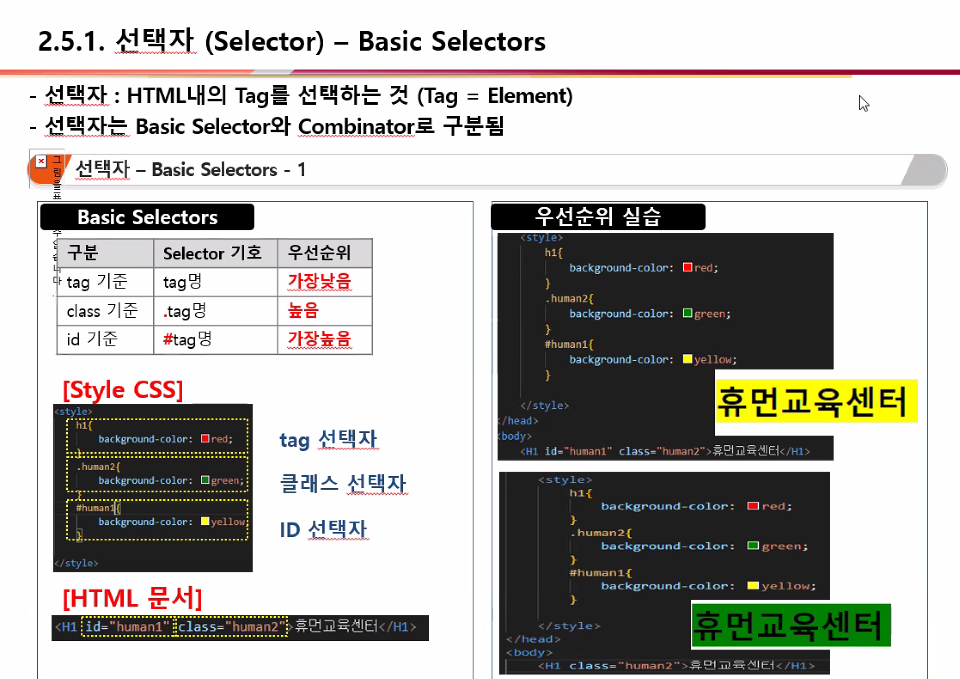 2.5.1. 선택자 (Selector) – Basic Selectors
- 선택자 : HTML내의 Tag를 선택하는 것 (Tag = Element)
- 선택자는 Basic Selector와 Combinator로 구분됨
선택자 – Basic Selectors - 1
Basic Selectors
구분 Selector 기호 우선순위
tag 기준 tag명 가장낮음
class 기준 .tag명 높음
id 기준 #tag명 가장높음
[Style CSS]
<style>
h1{
background-color: red;
}
.human2{
background-color: green;
}
#human1{
background-color: yellow
}
</style>
tag 선택자
클래스 선택자
ID 선택자
[HTML 문서]
<H1 id="human1" class="human2">휴먼교육센터</H1>
우선순위 실습
<style>
h1{
background-color: red;
}
.human2{
background-color: green;
}
#human1{
background-color: yellow;
}
</style>
</head>
<body>
<H1 id="human1" class="human2">휴먼교육센터</H1>
휴먼교육센터
<style>
h1{
background-color: red;
}
.human2{
background-color: green;
}
#human1{
background-color: yellow;
}
</style>
</head>
<body>
<H1 class="human2">휴먼교육센터</H1>
휴먼교육센터